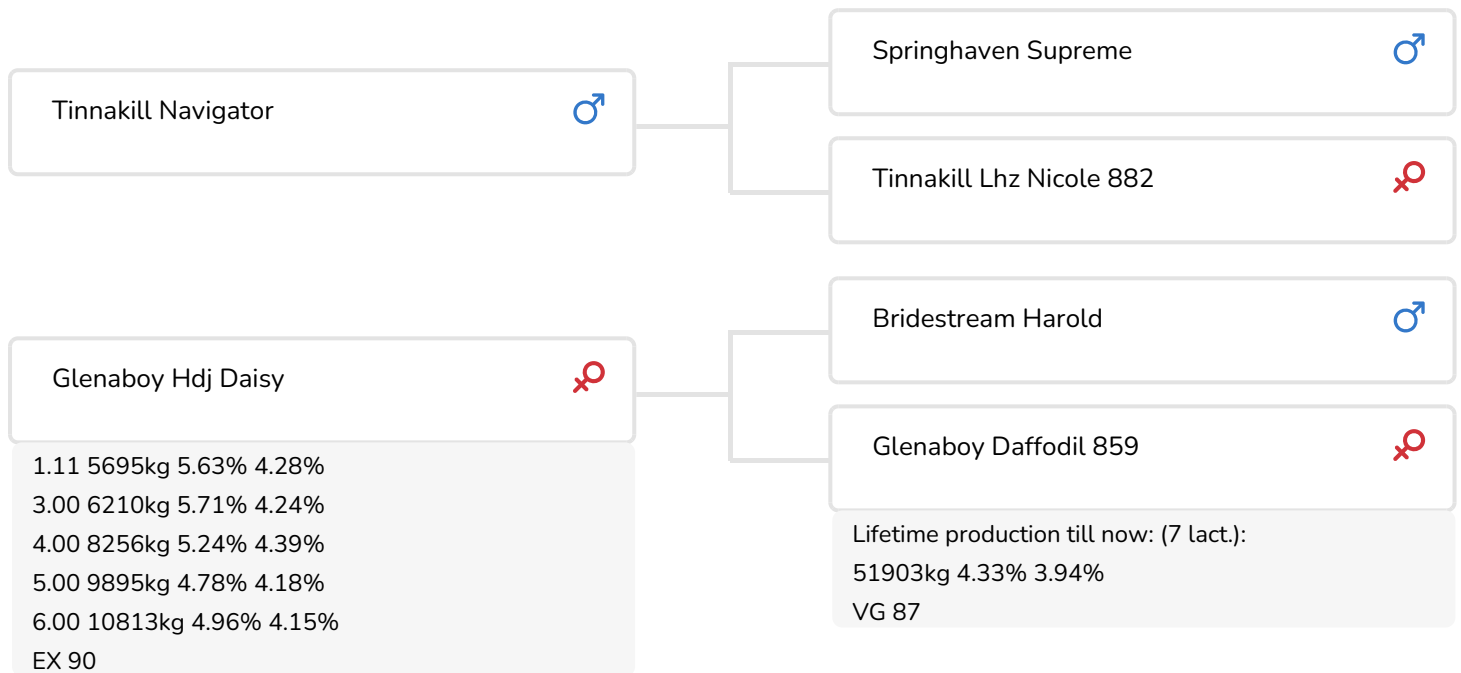 Springhaven Supreme
Tinnakill Navigator
Tinnakill Lhz Nicole 882
Bridestream Harold
Glenaboy Hdj Daisy
Glenaboy Daffodil 859
1.11 5695kg 5.63% 4.28%
3.00 6210kg 5.71% 4.24%
4.00 8256kg 5.24% 4.39%
5.00 9895kg 4.78% 4.18%
6.00 10813kg 4.96% 4.15%
EX 90
Lifetime production till now: (7 lact.):
51903kg 4.33% 3.94%
VG 87